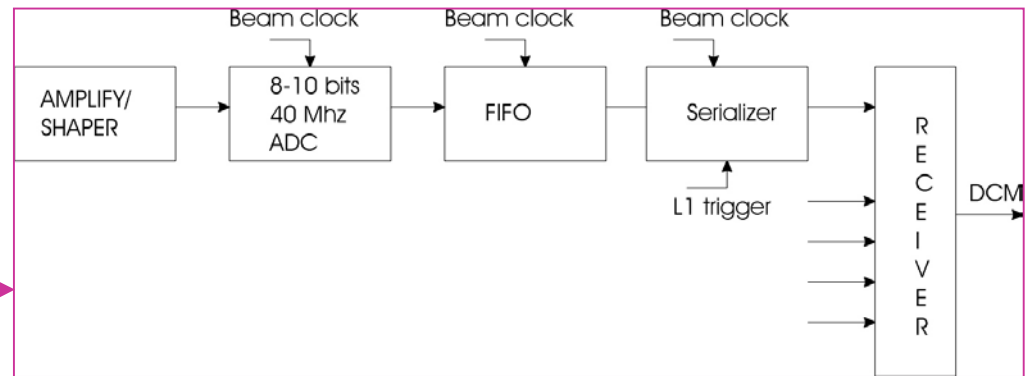 Beam clock
Beam clock
Beam clock
AMPLIFY/
SHAPER
8-10 bits
40 Mhz
ADC
FIFO
Serializer
L1 trigger
R
E
C
E
I
V
E
R
DCM